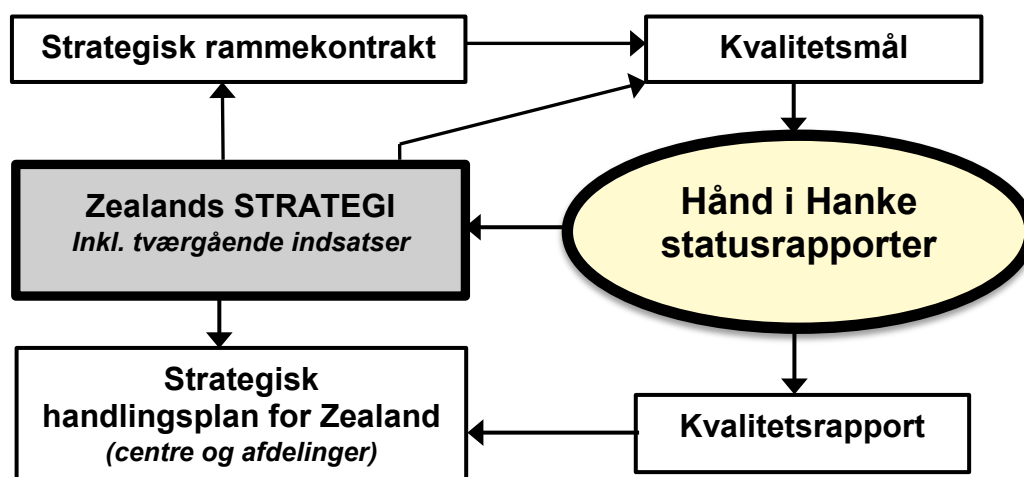 Strategisk rammekontrakt
Kvalitetsmål
Zealands STRATEGI
Inkl. tværgående indsatser
Hånd i Hanke
statusrapporter
Strategisk
handlingsplan for Zealand
(centre og afdelinger)
Kvalitetsrapport